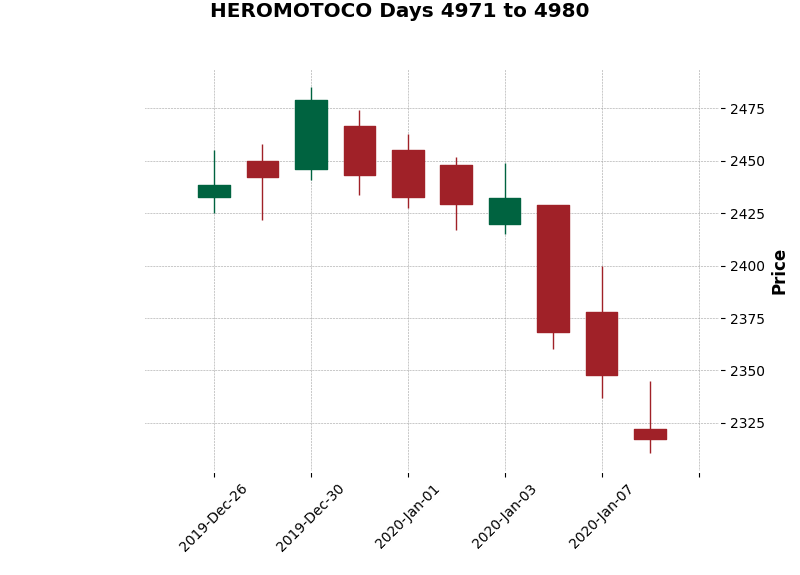 HEROMOTOCO Days 4971 to 4980
2475
2450
2425
2400
2375
2350
2325
Price
2019-Dec-26
2019-Dec-30
2020-Jan-01
2020-Jan-03
2020-Jan-07